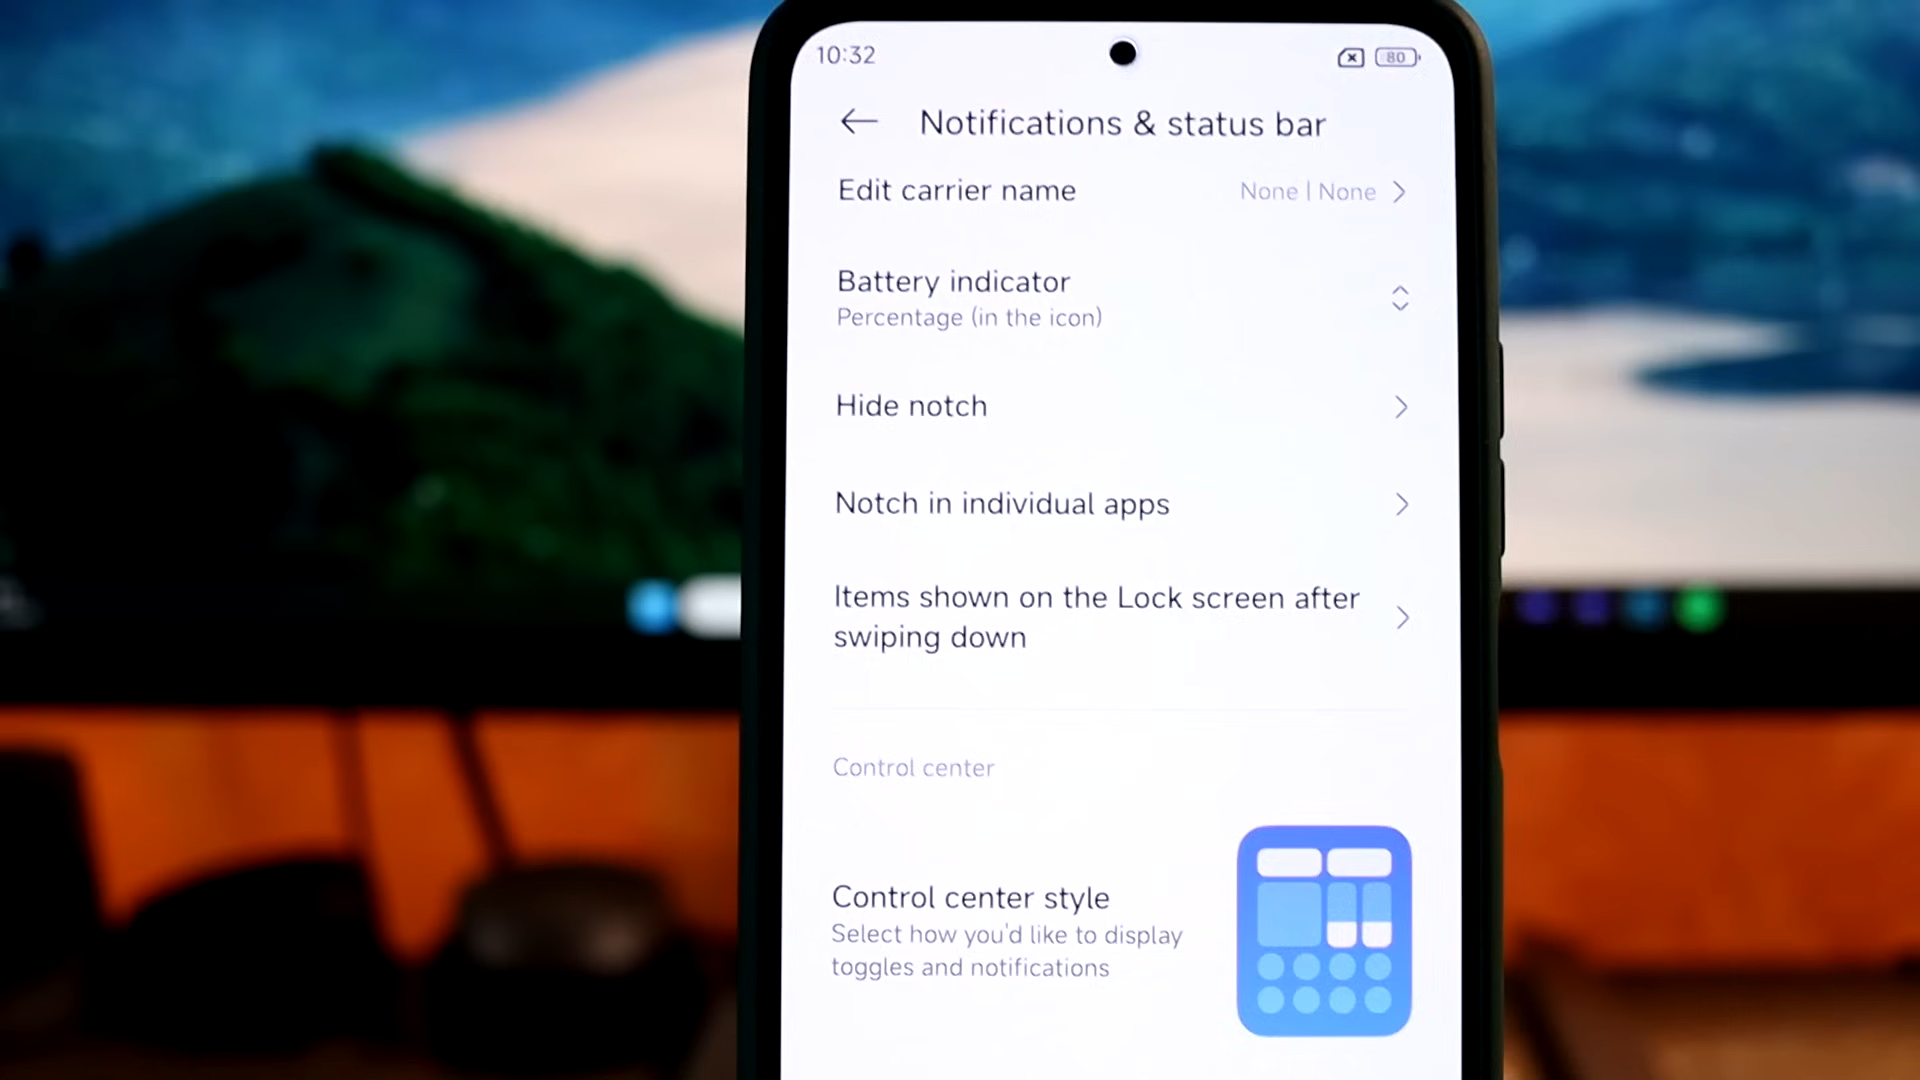 10:32
80
Notifications & status bar
Edit carrier name
None | None
Battery indicator
Percentage (in the icon)
Hide notch
Notch in individual apps
Items shown on the Lock screen after
swiping down
Control center
Control center style
Select how you'd like to display
toggles and notifications